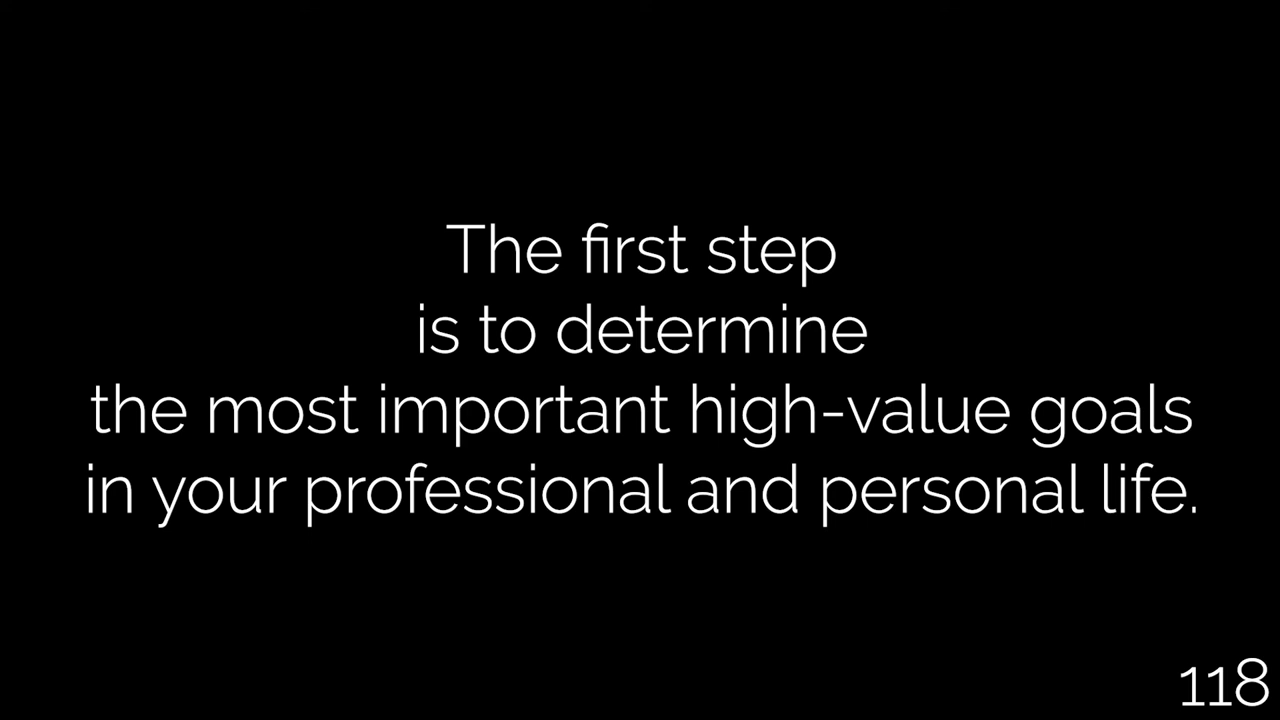 The first step
is to determine
the most important high-value goals
in your professional and personal life.
118